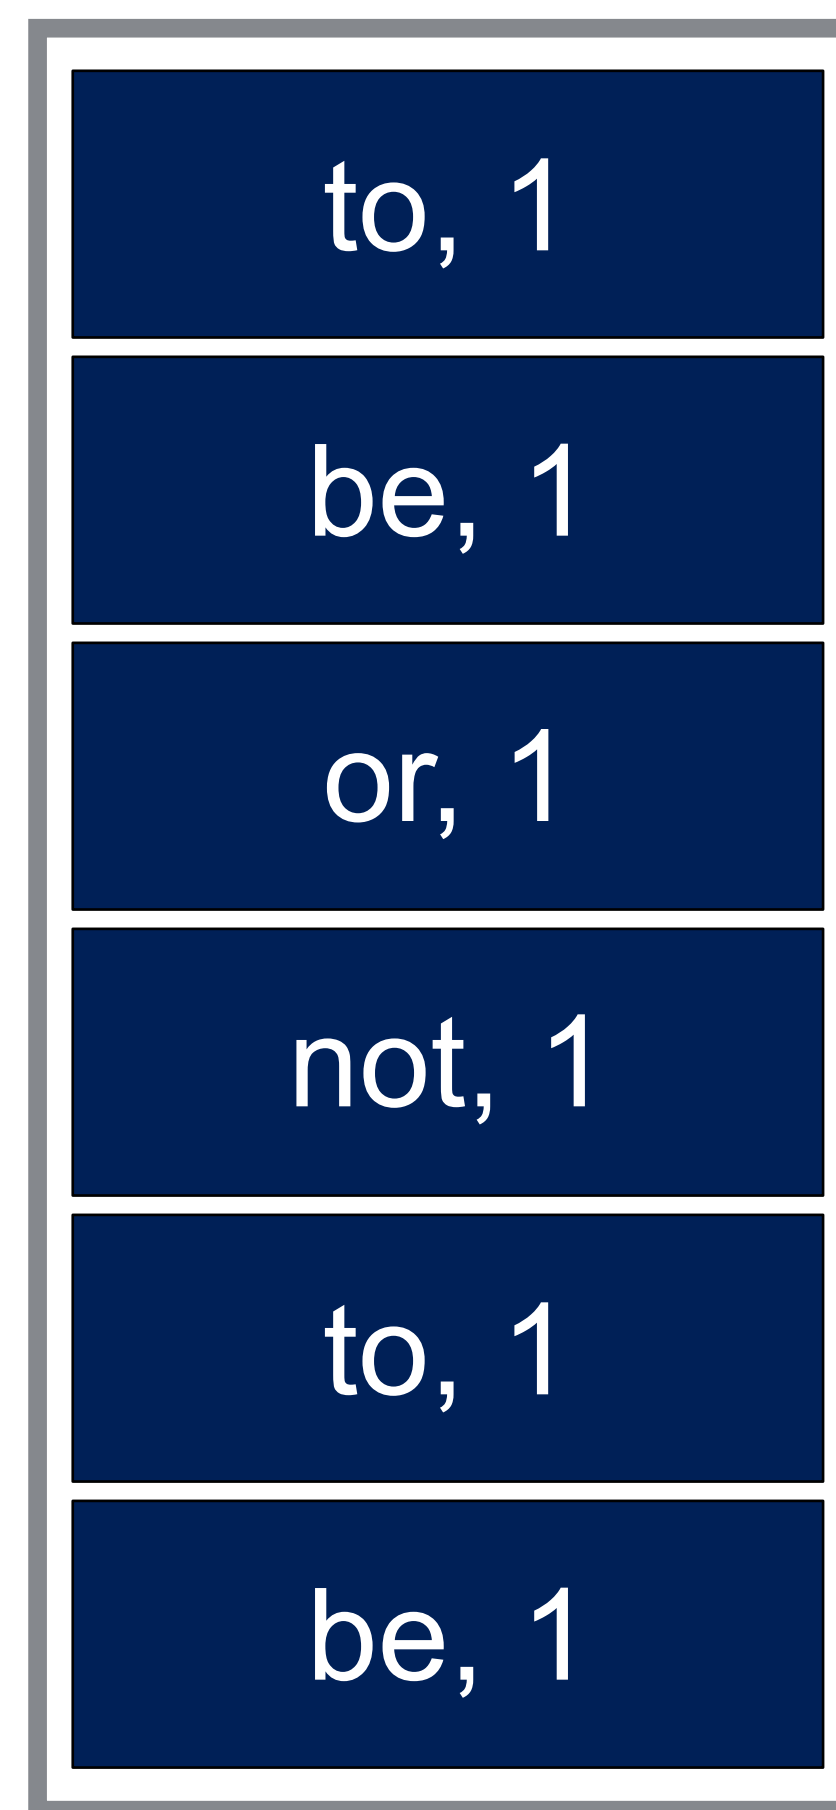 to, 1
be, 1
or, 1
not, 1
to, 1
be, 1